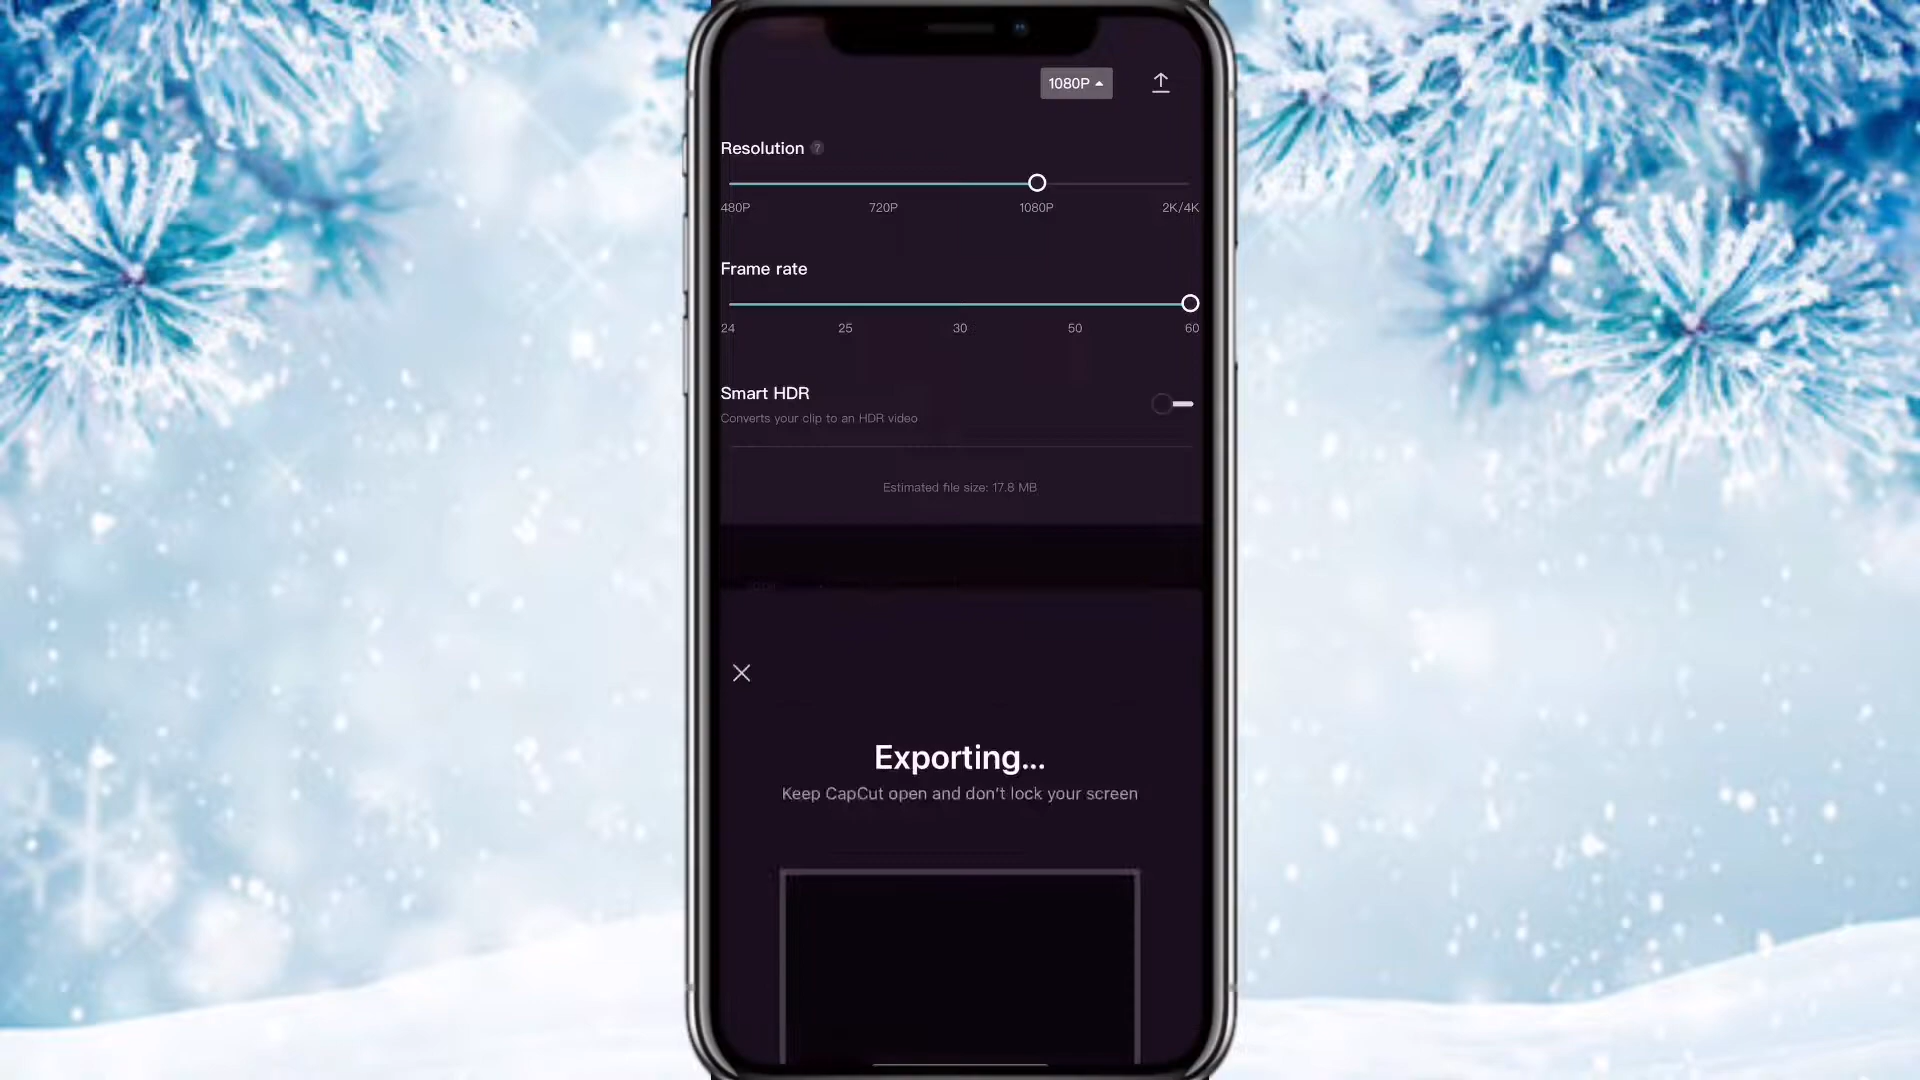 1080P
Resolution ?
480P 720P 1080P 2K/4K
Frame rate
24 25 30 50 60
Smart HDR
Converts your clip to an HDR video
Estimated file size: 17.8 MB
Exporting...
Keep CapCut open and don't lock your screen